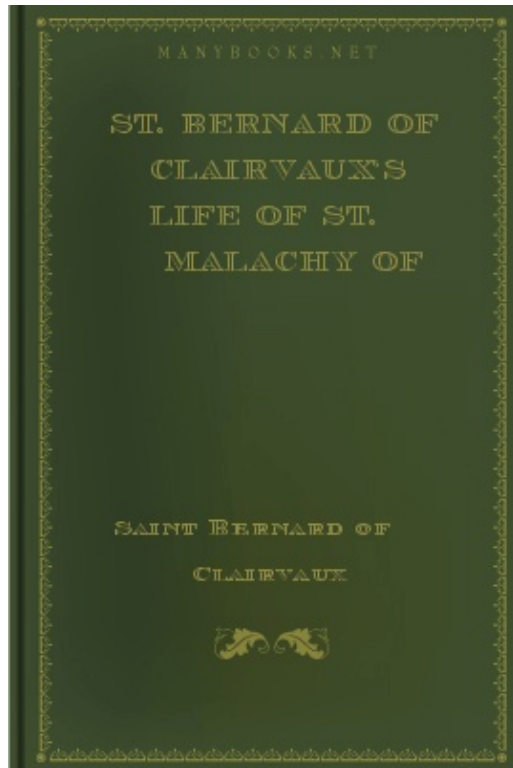 MANYBOOKS.NET
ST. BERNARD OF
CLAIRVAUX'S
LIFE OF ST.
MALACHY OF
SAINT BERNARD OF
CLAIRVAUX